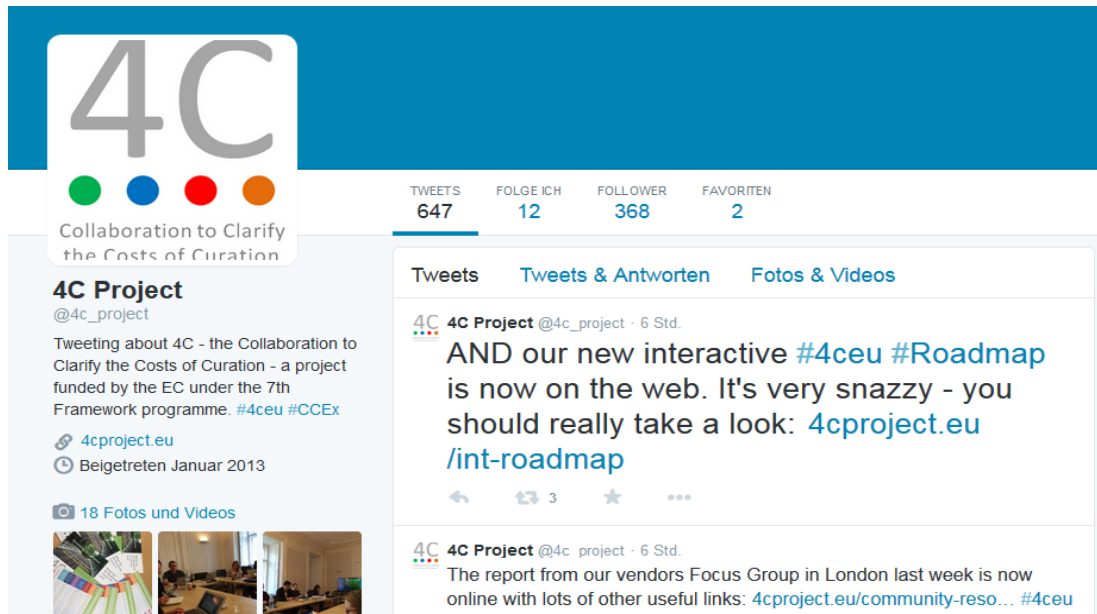 4C
Collaboration to Clarify
the Costs of Curation
TWEETS FOLGE ICH FOLLOWER FAVORITEN
647 12 368 2
4C Project
@4c_project
Tweeting about 4C - the Collaboration to
Clarify the Costs of Curation - a project
funded by the EC under the 7th
Framework programme. #4ceu #CCEx
4cproject.eu
Beigetreten Januar 2013
18 Fotos und Videos
Tweets Tweets & Antworten Fotos & Videos
4C 4C Project @4c_project · 6 Std.
AND our new interactive #4ceu #Roadmap
is now on the web. It's very snazzy - you
should really take a look: 4cproject.eu
/int-roadmap
3
4C 4C Project @4c_project · 6 Std.
The report from our vendors Focus Group in London last week is now
online with lots of other useful links: 4cproject.eu/community-reso… #4ceu